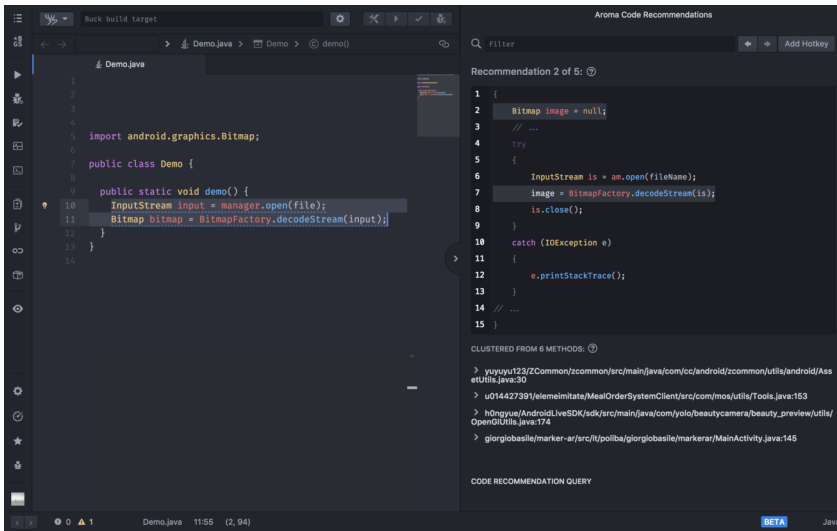 Buck build target
Demo.java > Demo > demo()
Demo.java
1
2
3
4
5 import android.graphics.Bitmap;
6
7 public class Demo {
8
9 public static void demo() {
10 InputStream input = manager.open(file);
11 Bitmap bitmap = BitmapFactory.decodeStream(input);
12 }
13 }
14
0 1 Demo.java 11:55 (2, 94)
Aroma Code Recommendations
Filter
Add Hotkey
Recommendation 2 of 5:
1 {
2 Bitmap image = null;
3 // ...
4 try
5 {
6 InputStream is = am.open(fileName);
7 image = BitmapFactory.decodeStream(is);
8 is.close();
9 }
10 catch (IOException e)
11 {
12 e.printStackTrace();
13 }
14 // ...
15 }
CLUSTERED FROM 6 METHODS:
> yuyuyu123/ZCommon/zcommon/src/main/java/com/cc/android/zcommon/utils/android/Ass
etUtils.java:30
> u014427391/elemeimitate/MealOrderSystemClient/src/com/mos/utils/Tools.java:153
> h0ngyue/AndroidLiveSDK/sdk/src/main/java/com/yolo/beautycamera/beauty_preview/utils/
OpenGlUtils.java:174
> giorgiobasile/marker-ar/src/it/poliba/giorgiobasile/markerar/MainActivity.java:145
CODE RECOMMENDATION QUERY
BETA Jav